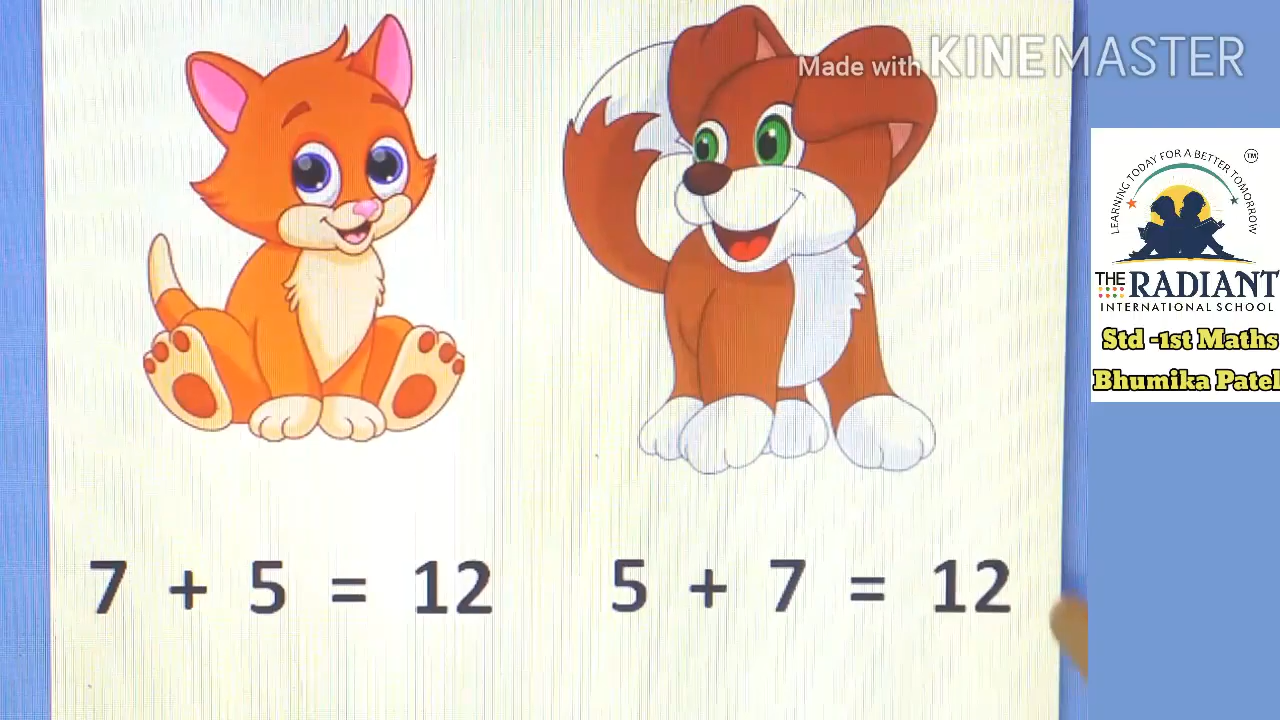 Made with KINEMASTER
LEARNING TODAY FOR A BETTER TOMORROW
TM
THE RADIANT
INTERNATIONAL SCHOOL
Std -1st Maths
Bhumika Patel
7 + 5 = 12
5 + 7 = 12